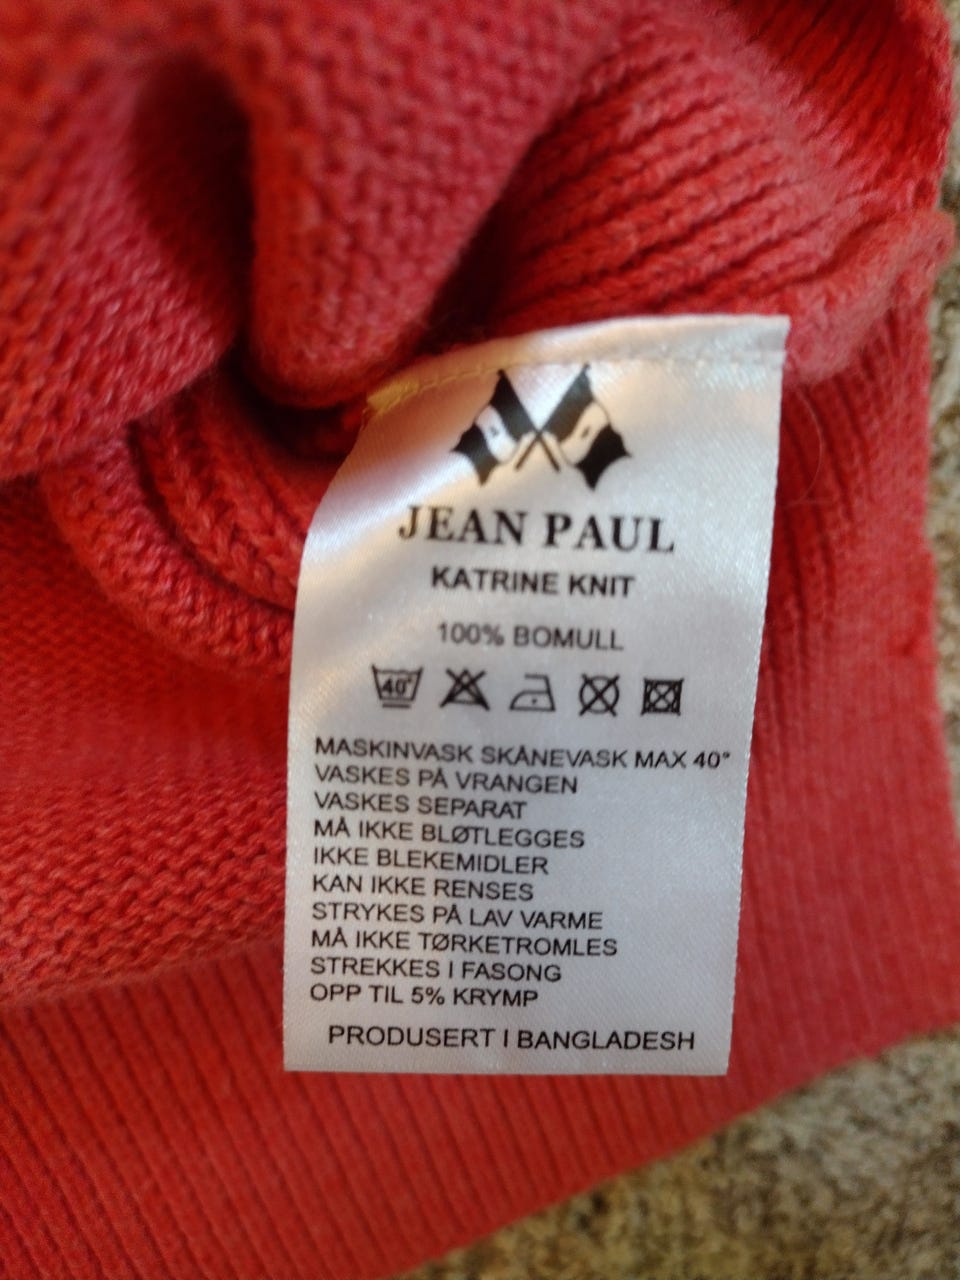 JEAN PAUL
KATRINE KNIT
100% BOMULL
40°
MASKINVASK SKÅNEVASK MAX 40°
VASKES PÅ VRANGEN
VASKES SEPARAT
MÅ IKKE BLØTLEGGES
IKKE BLEKEMIDLER
KAN IKKE RENSES
STRYKES PÅ LAV VARME
MÅ IKKE TØRKETROMLES
STREKKES I FASONG
OPP TIL 5% KRYMP
PRODUSERT I BANGLADESH